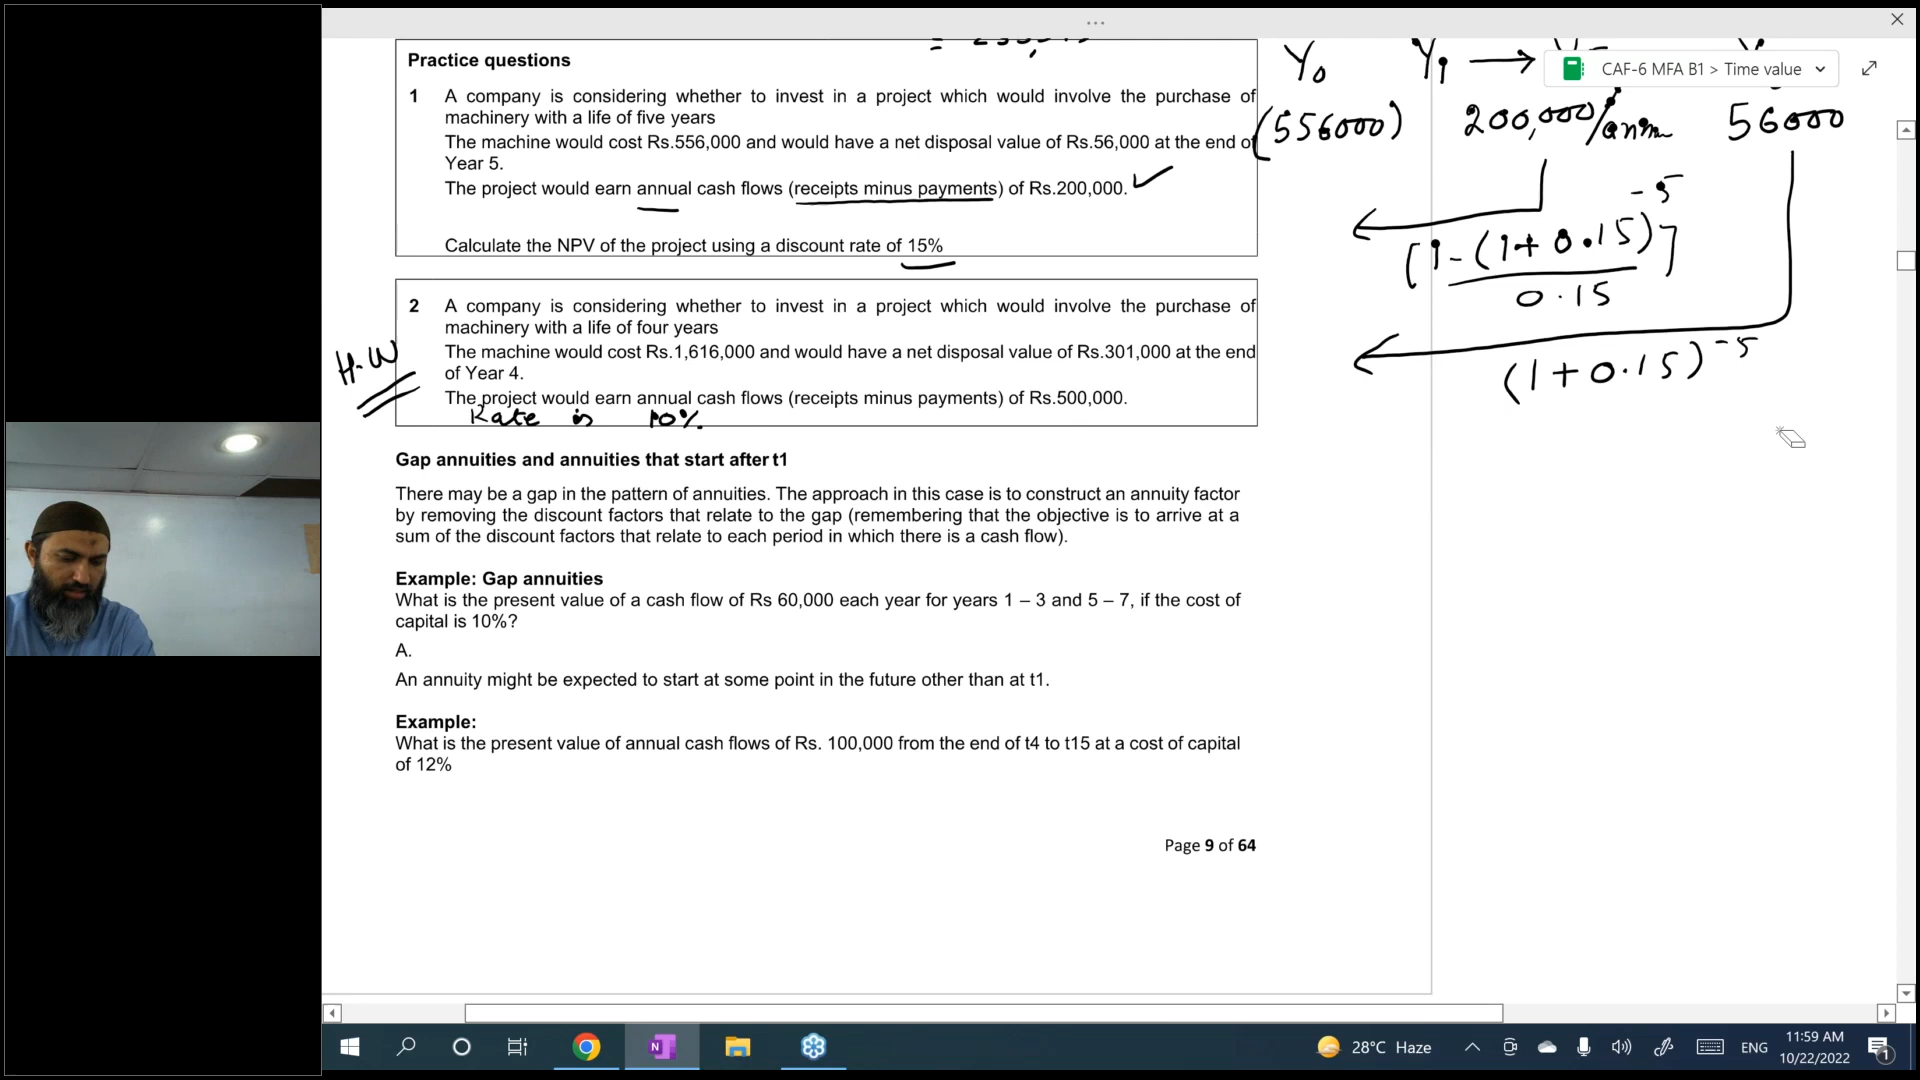 Practice questions
1 A company is considering whether to invest in a project which would involve the purchase of
machinery with a life of five years
The machine would cost Rs.556,000 and would have a net disposal value of Rs.56,000 at the end of
Year 5.
The project would earn annual cash flows (receipts minus payments) of Rs.200,000.
Calculate the NPV of the project using a discount rate of 15%
2 A company is considering whether to invest in a project which would involve the purchase of
machinery with a life of four years
The machine would cost Rs.1,616,000 and would have a net disposal value of Rs.301,000 at the end
of Year 4.
The project would earn annual cash flows (receipts minus payments) of Rs.500,000.
H.W
Rate is 10%
Gap annuities and annuities that start after t1
There may be a gap in the pattern of annuities. The approach in this case is to construct an annuity factor
by removing the discount factors that relate to the gap (remembering that the objective is to arrive at a
sum of the discount factors that relate to each period in which there is a cash flow).
Example: Gap annuities
What is the present value of a cash flow of Rs 60,000 each year for years 1 – 3 and 5 – 7, if the cost of
capital is 10%?
A.
An annuity might be expected to start at some point in the future other than at t1.
Example:
What is the present value of annual cash flows of Rs. 100,000 from the end of t4 to t15 at a cost of capital
of 12%
Page 9 of 64
Y0 Y1 →
CAF-6 MFA B1 > Time value
(556000) 200,000/annum 56000
[1-(1+0.15)-5]
0.15
(1+0.15)-5
28°C Haze
ENG
11:59 AM
10/22/2022
1